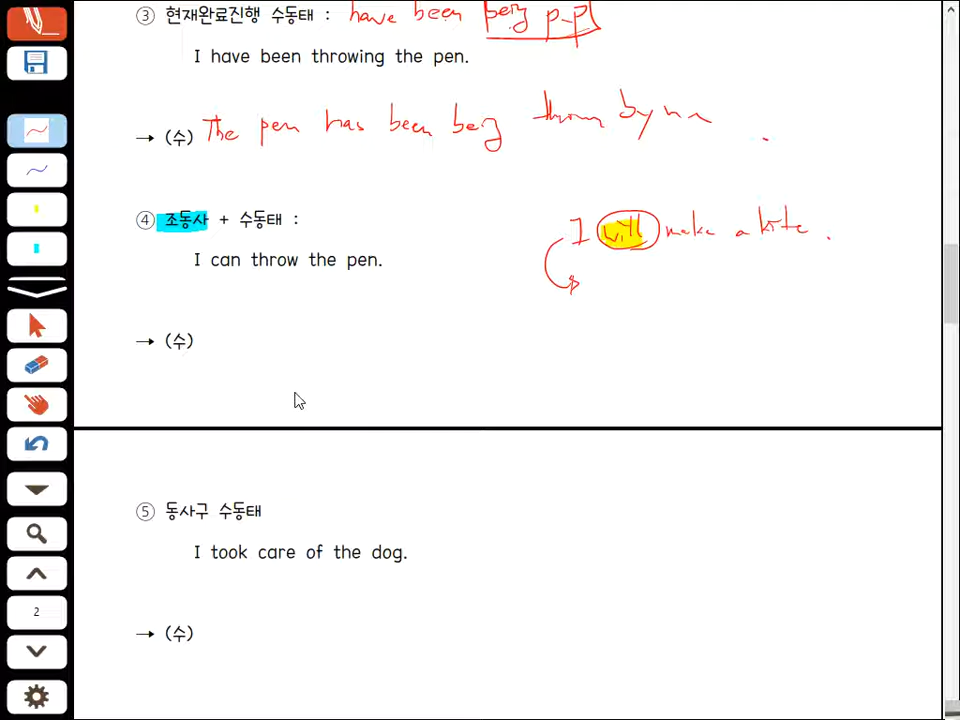 ③ 현재완료진행 수동태 : have been being p.pl
I have been throwing the pen.
→ (수) The pen has been being thrown by me .
④ 조동사 + 수동태 :
I will make a kite .
I can throw the pen.
→ (수)
⑤ 동사구 수동태
I took care of the dog.
→ (수)
2